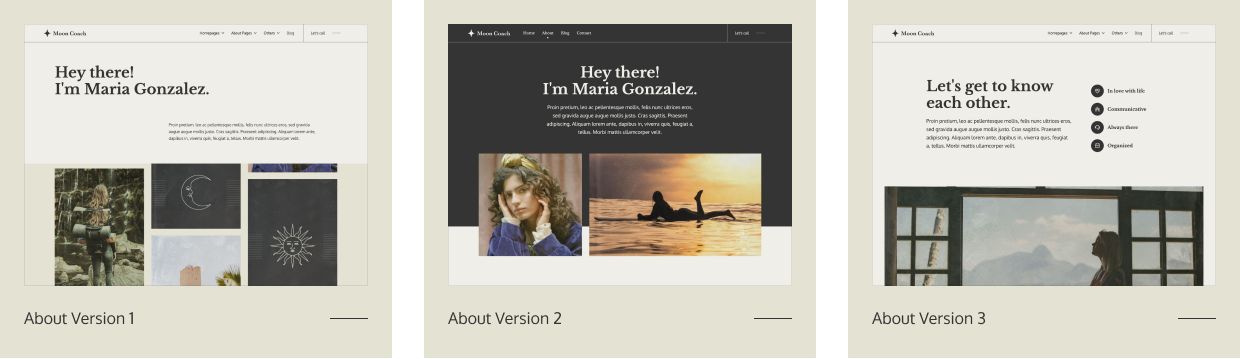 Moon Coach
Homepages About Pages Others Blog Let's call
Hey there!
I'm Maria Gonzalez.
Proin pretium, leo ac pellentesque mollis, felis nunc ultrices eros, sed gravida
augue augue mollis justo. Cras sagittis. Praesent adipiscing. Aliquam lorem ante,
dapibus in, viverra quis, feugiat, tellus. Morbi mattis ullamcorper velit.
About Version 1
Moon Coach
Home About Blog Contact Let's call
Hey there!
I'm Maria Gonzalez.
Proin pretium, leo ac pellentesque mollis, felis nunc ultrices eros,
sed gravida augue augue mollis justo. Cras sagittis. Praesent
adipiscing. Aliquam lorem ante, dapibus in, viverra quis, feugiat a,
tellus. Morbi mattis ullamcorper velit.
About Version 2
Moon Coach
Homepages About Pages Others Blog Let's call
Let's get to know
each other.
Proin pretium, leo ac pellentesque mollis, felis nunc ultrices
eros, sed gravida augue augue mollis justo. Cras sagittis. Praesent
adipiscing. Aliquam lorem ante, dapibus in, viverra quis, feugiat
a, tellus. Morbi mattis ullamcorper velit.
In love with life
Communicative
Always there
Organized
About Version 3